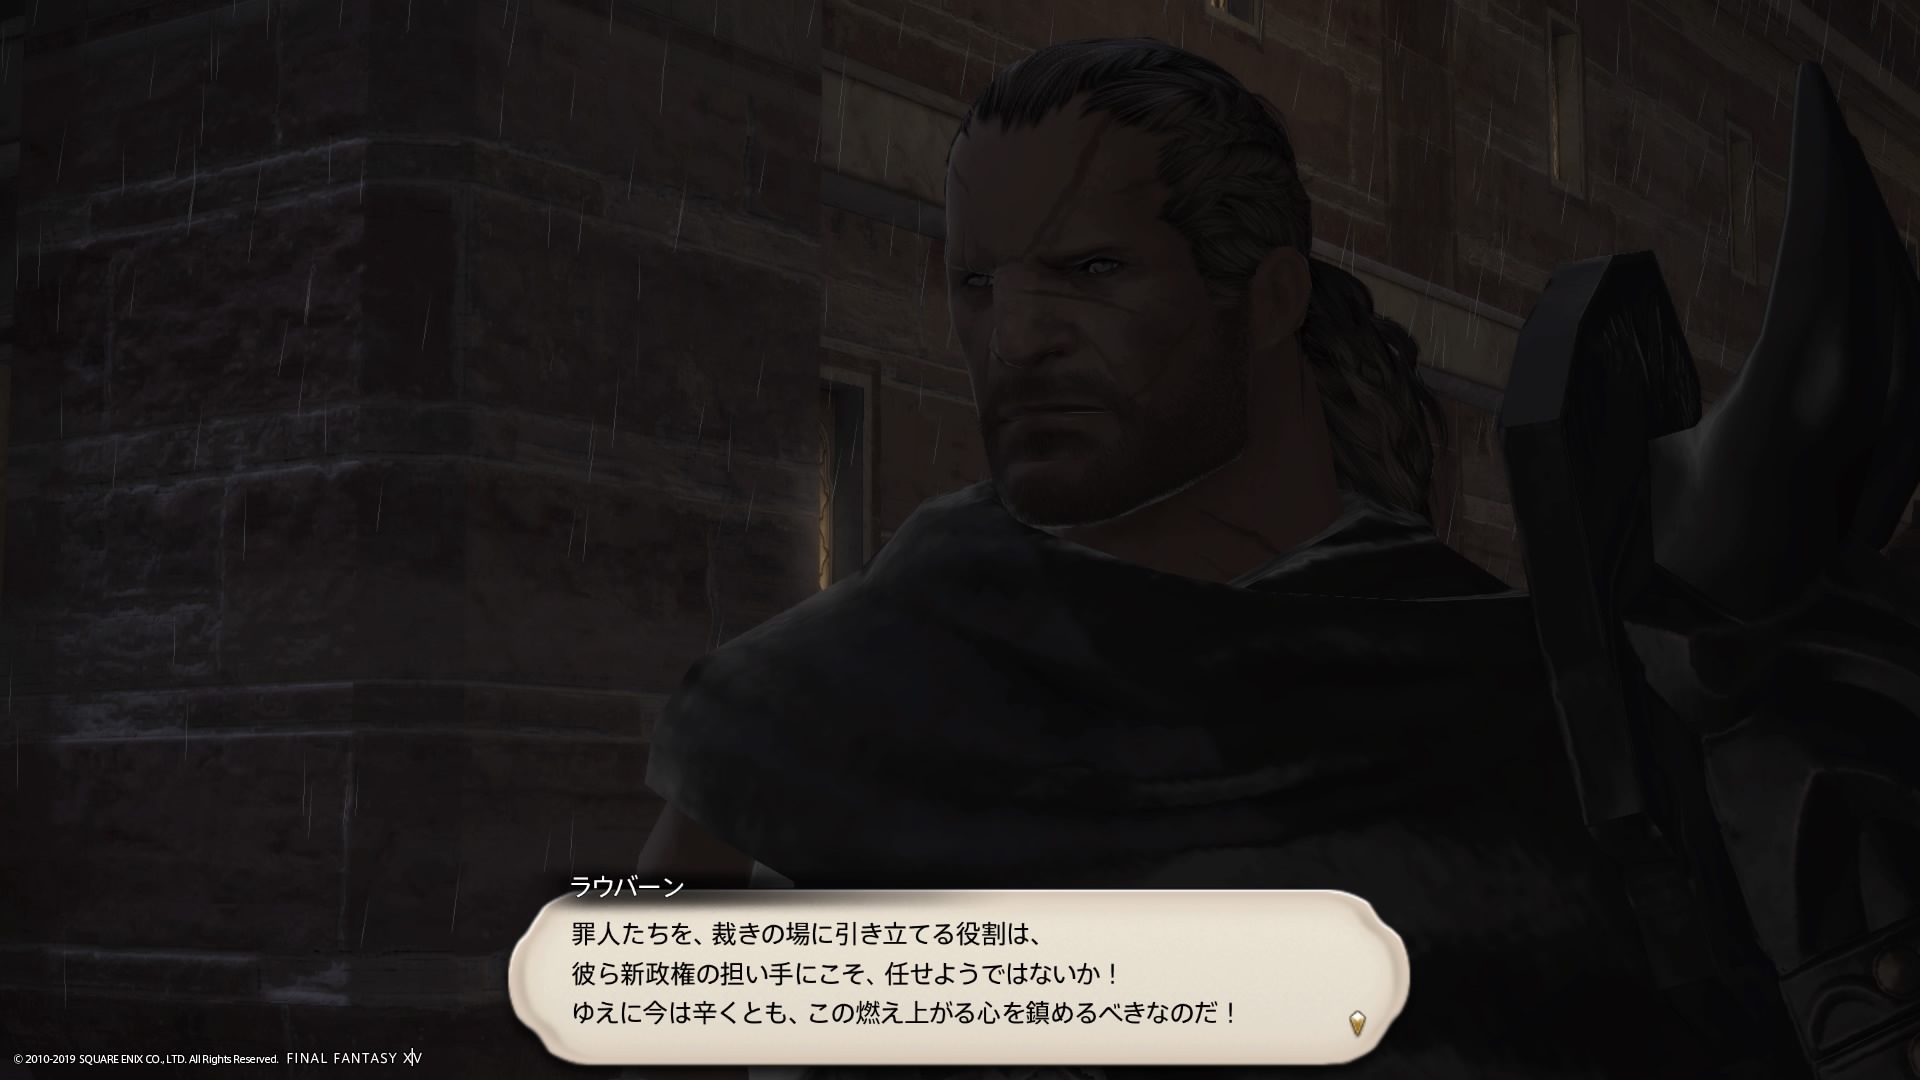 ラウバーン
罪人たちを、裁きの場に引き立てる役割は、
彼ら新政権の担い手にこそ、任せようではないか！
ゆえに今は辛くとも、この燃え上がる心を鎮めるべきなのだ！
© 2010-2019 SQUARE ENIX CO., LTD. All Rights Reserved. FINAL FANTASY XIV